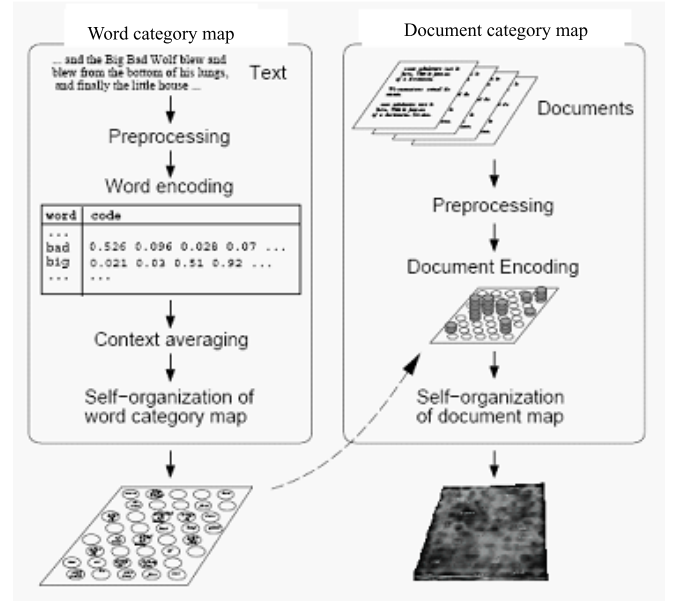 Word category map
... and the Big Bad Wolf blew and
blew from the bottom of his lungs,
and finally the little house ...
Text
Preprocessing
Word encoding
word code
...
bad 0.526 0.096 0.028 0.07 ...
big 0.021 0.03 0.51 0.92 ...
... ...
Context averaging
Self-organization of
word category map
Document category map
Documents
Preprocessing
Document Encoding
Self-organization
of document map